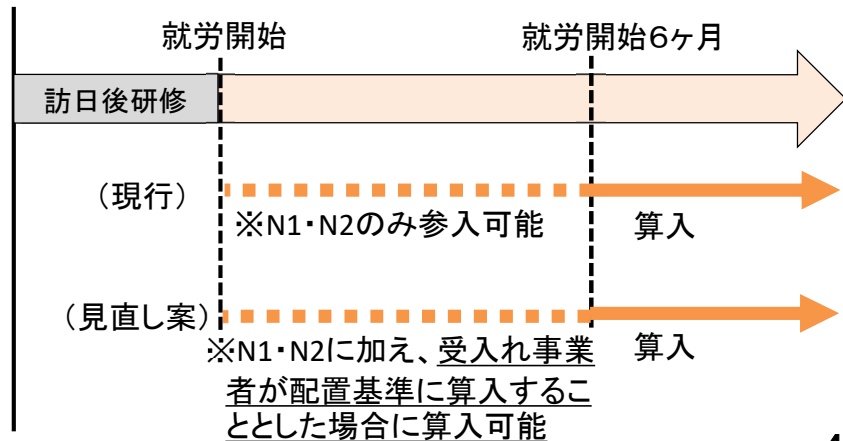 就労開始
就労開始6ヶ月
訪日後研修
（現行）
※N1・N2のみ参入可能
算入
（見直し案）
※N1・N2に加え、受入れ事業
者が配置基準に算入するこ
ととした場合に算入可能
算入